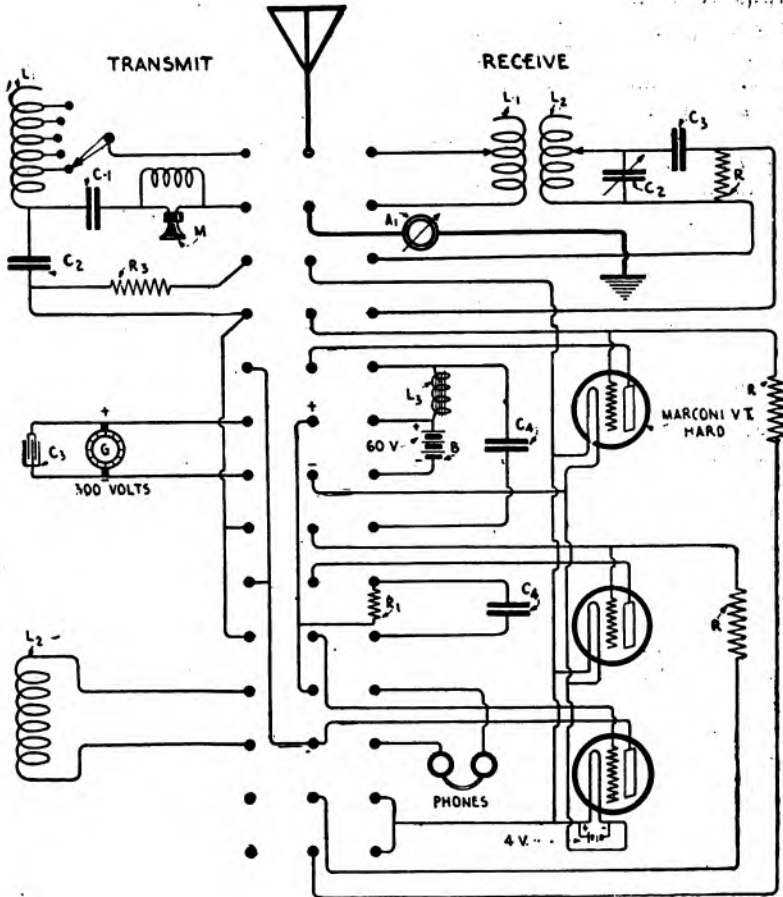 TRANSMIT
RECEIVE
L
L1
L2
C3
C-1
C2
R
M
A1
C2
R3
+
L3
+
60 V
B
-
C4
R
MARCONI V T
HARD
+
C3
G
300 VOLTS
-
R1
C4
R
L2
PHONES
4 V.
+
-